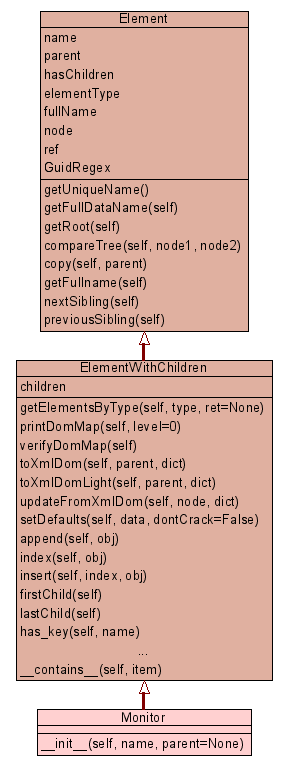 Element
name
parent
hasChildren
elementType
fullName
node
ref
GuidRegex
getUniqueName()
getFullDataName(self)
getRoot(self)
compareTree(self, node1, node2)
copy(self, parent)
getFullname(self)
nextSibling(self)
previousSibling(self)
ElementWithChildren
children
getElementsByType(self, type, ret=None)
printDomMap(self, level=0)
verifyDomMap(self)
toXmlDom(self, parent, dict)
toXmlDomLight(self, parent, dict)
updateFromXmlDom(self, node, dict)
setDefaults(self, data, dontCrack=False)
append(self, obj)
index(self, obj)
insert(self, index, obj)
firstChild(self)
lastChild(self)
has_key(self, name)
...
__contains__(self, item)
Monitor
__init__(self, name, parent=None)